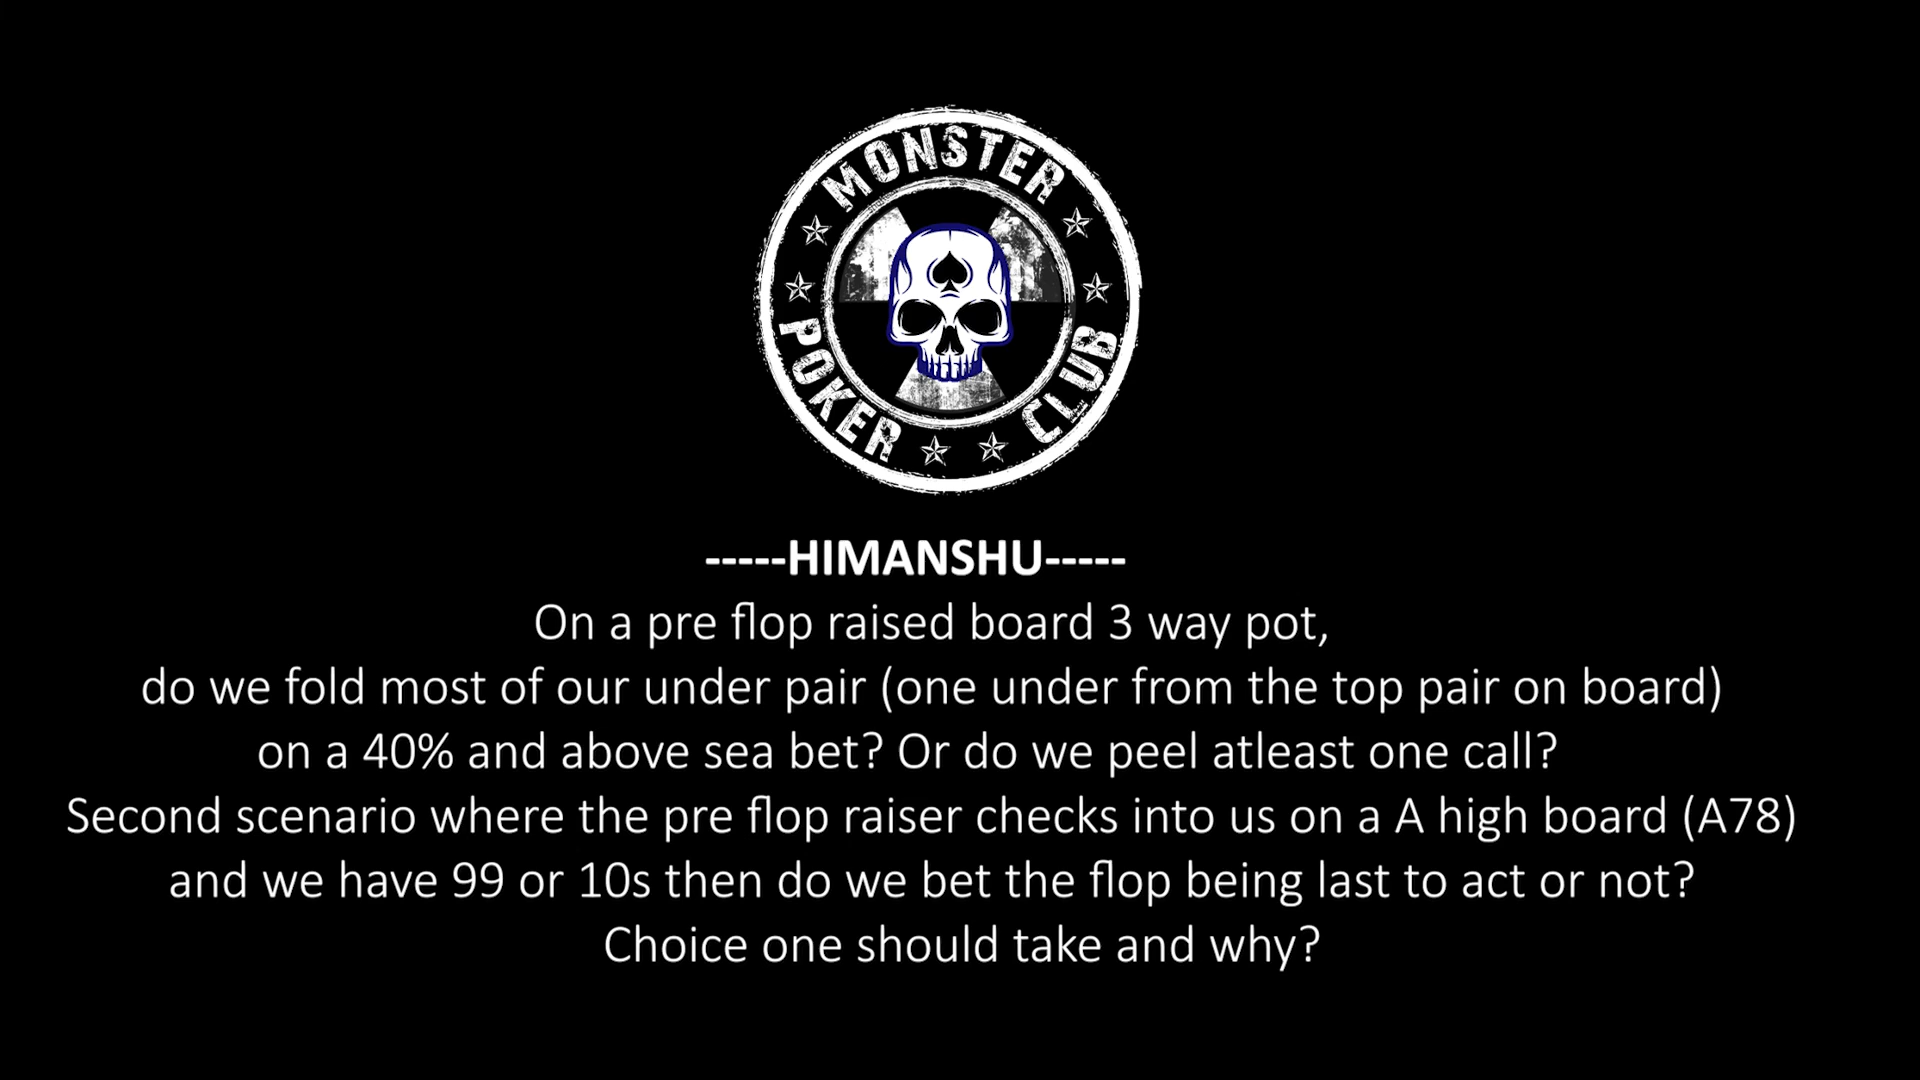 MONSTER
POKER CLUB
-----HIMANSHU-----
On a pre flop raised board 3 way pot,
do we fold most of our under pair (one under from the top pair on board)
on a 40% and above sea bet? Or do we peel atleast one call?
Second scenario where the pre flop raiser checks into us on a A high board (A78)
and we have 99 or 10s then do we bet the flop being last to act or not?
Choice one should take and why?